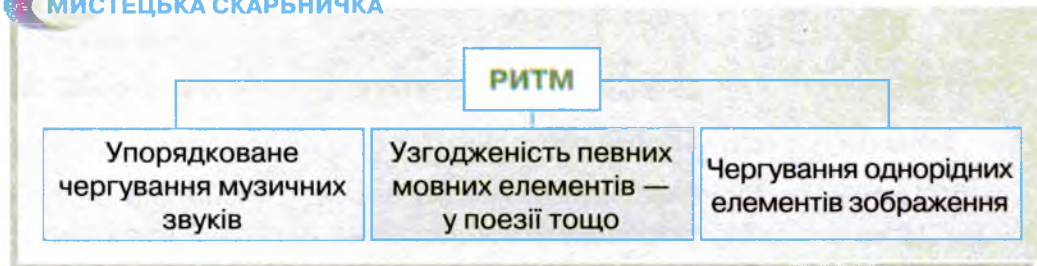 МИСТЕЦЬКА СКАРБНИЧКА
РИТМ
Упорядковане
чергування музичних
звуків
Узгодженість певних
мовних елементів —
у поезії тощо
Чергування однорідних
елементів зображення